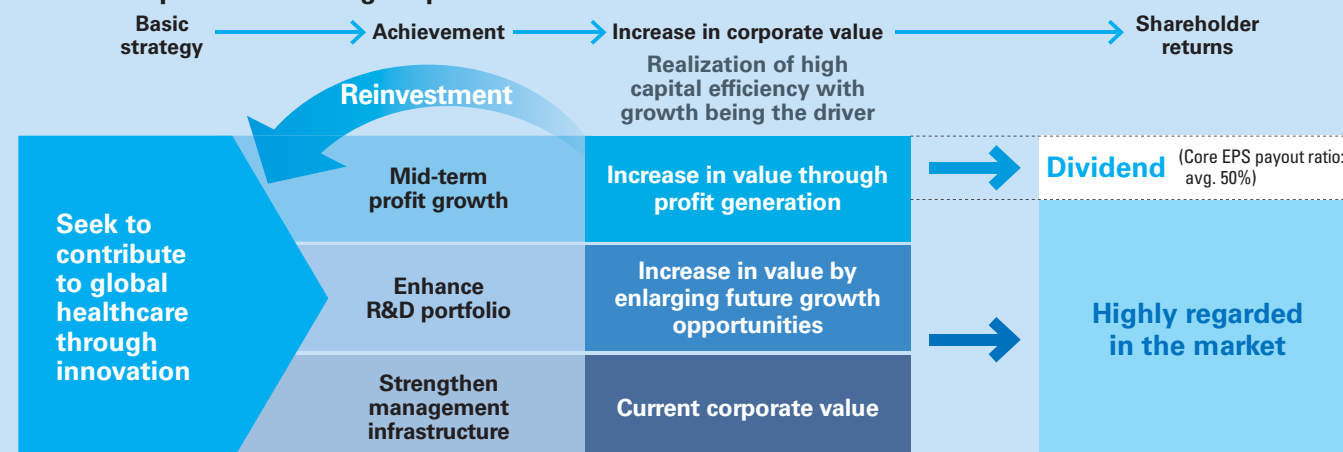 Basic
strategy
Achievement
Increase in corporate value
Shareholder
returns
Realization of high
capital efficiency with
growth being the driver
Reinvestment
Seek to
contribute
to global
healthcare
through
innovation
Mid-term
profit growth
Increase in value through
profit generation
Dividend
(Core EPS payout ratio:
avg. 50%)
Enhance
R&D portfolio
Increase in value by
enlarging future growth
opportunities
Highly regarded
in the market
Strengthen
management
infrastructure
Current corporate value